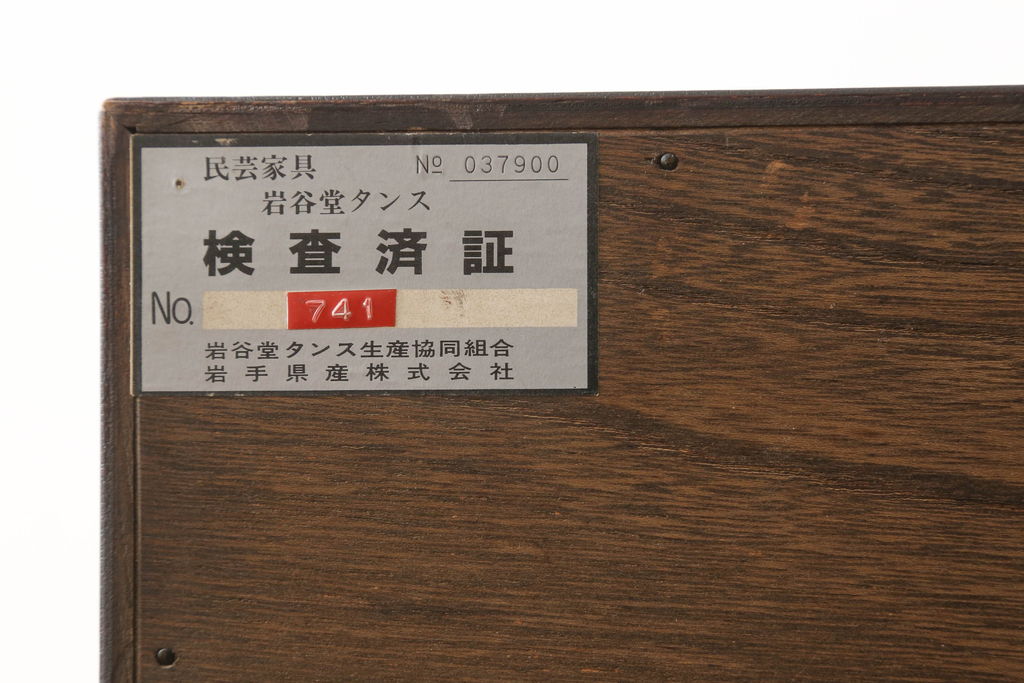 民芸家具 № 037900
岩谷堂タンス
検査済証
No. 741
岩谷堂タンス生産協同組合
岩手県産株式会社